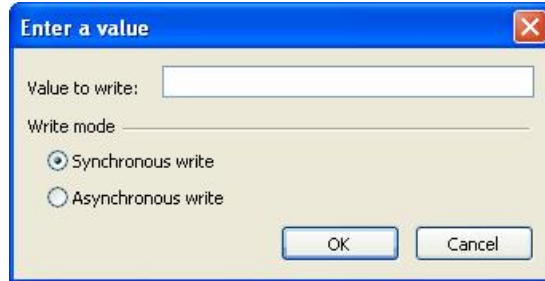 Enter a value
Value to write:
Write mode
Synchronous write
Asynchronous write
OK Cancel